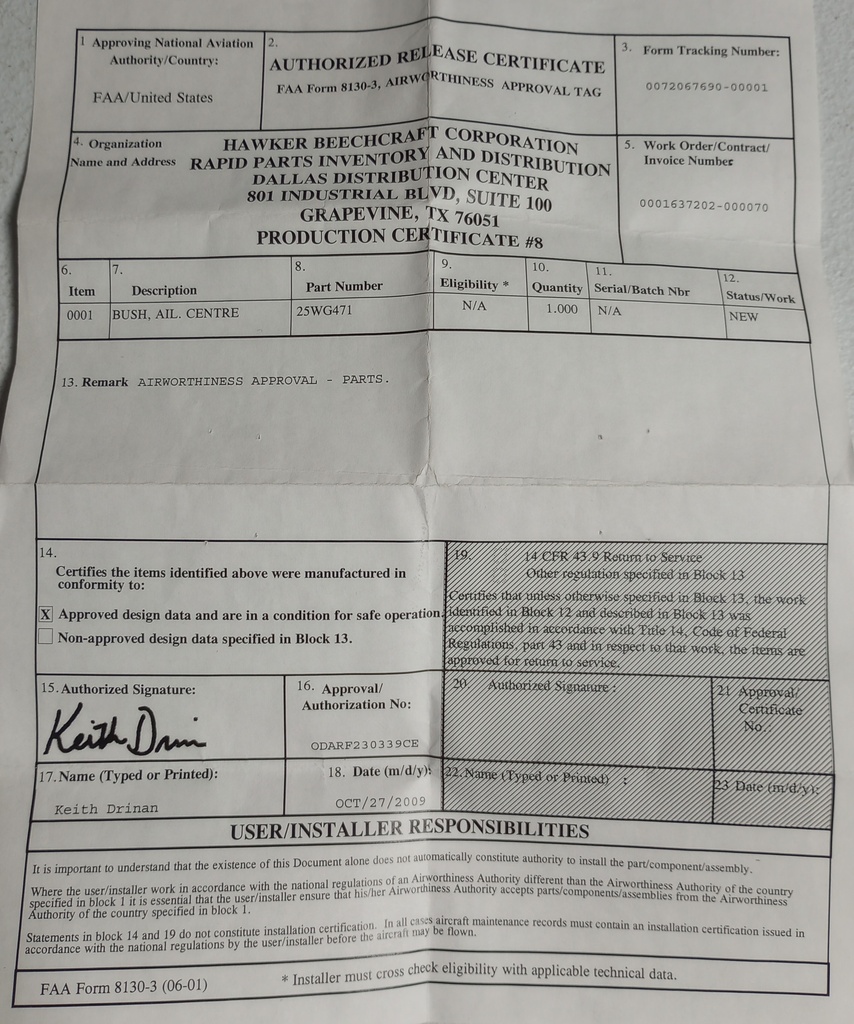 1 Approving National Aviation
Authority/Country:
FAA/United States
2.
AUTHORIZED RELEASE CERTIFICATE
FAA Form 8130-3, AIRWORTHINESS APPROVAL TAG
3. Form Tracking Number:
0072067690-00001
4. Organization
Name and Address
HAWKER BEECHCRAFT CORPORATION
RAPID PARTS INVENTORY AND DISTRIBUTION
DALLAS DISTRIBUTION CENTER
801 INDUSTRIAL BLVD, SUITE 100
GRAPEVINE, TX 76051
PRODUCTION CERTIFICATE #8
5. Work Order/Contract/
Invoice Number
0001637202-000070
6. Item 7. Description 8. Part Number 9. Eligibility * 10. Quantity 11. Serial/Batch Nbr 12. Status/Work
0001 BUSH, AIL. CENTRE 25WG471 N/A 1.000 N/A NEW
13. Remark AIRWORTHINESS APPROVAL - PARTS.
14.
Certifies the items identified above were manufactured in
conformity to:
X Approved design data and are in a condition for safe operation.
Non-approved design data specified in Block 13.
19. 14 CFR 43.9 Return to Service
Other regulation specified in Block 13
Certifies that unless otherwise specified in Block 13, the work
identified in Block 12 and described in Block 13 was
accomplished in accordance with Title 14, Code of Federal
Regulations, part 43 and in respect to that work, the items are
approved for return to service.
15. Authorized Signature:
Keith Drin
16. Approval/
Authorization No:
ODARF230339CE
20. Authorized Signature :
21 Approval/
Certificate
No.
17. Name (Typed or Printed):
Keith Drinan
18. Date (m/d/y):
OCT/27/2009
22. Name (Typed or Printed) :
23 Date (m/d/y):
USER/INSTALLER RESPONSIBILITIES
It is important to understand that the existence of this Document alone does not automatically constitute authority to install the part/component/assembly.
Where the user/installer work in accordance with the national regulations of an Airworthiness Authority different than the Airworthiness Authority of the country
specified in block 1 it is essential that the user/installer ensure that his/her Airworthiness Authority accepts parts/components/assemblies from the Airworthiness
Authority of the country specified in block 1.
Statements in block 14 and 19 do not constitute installation certification. In all cases aircraft maintenance records must contain an installation certification issued in
accordance with the national regulations by the user/installer before the aircraft may be flown.
FAA Form 8130-3 (06-01)
* Installer must cross check eligibility with applicable technical data.